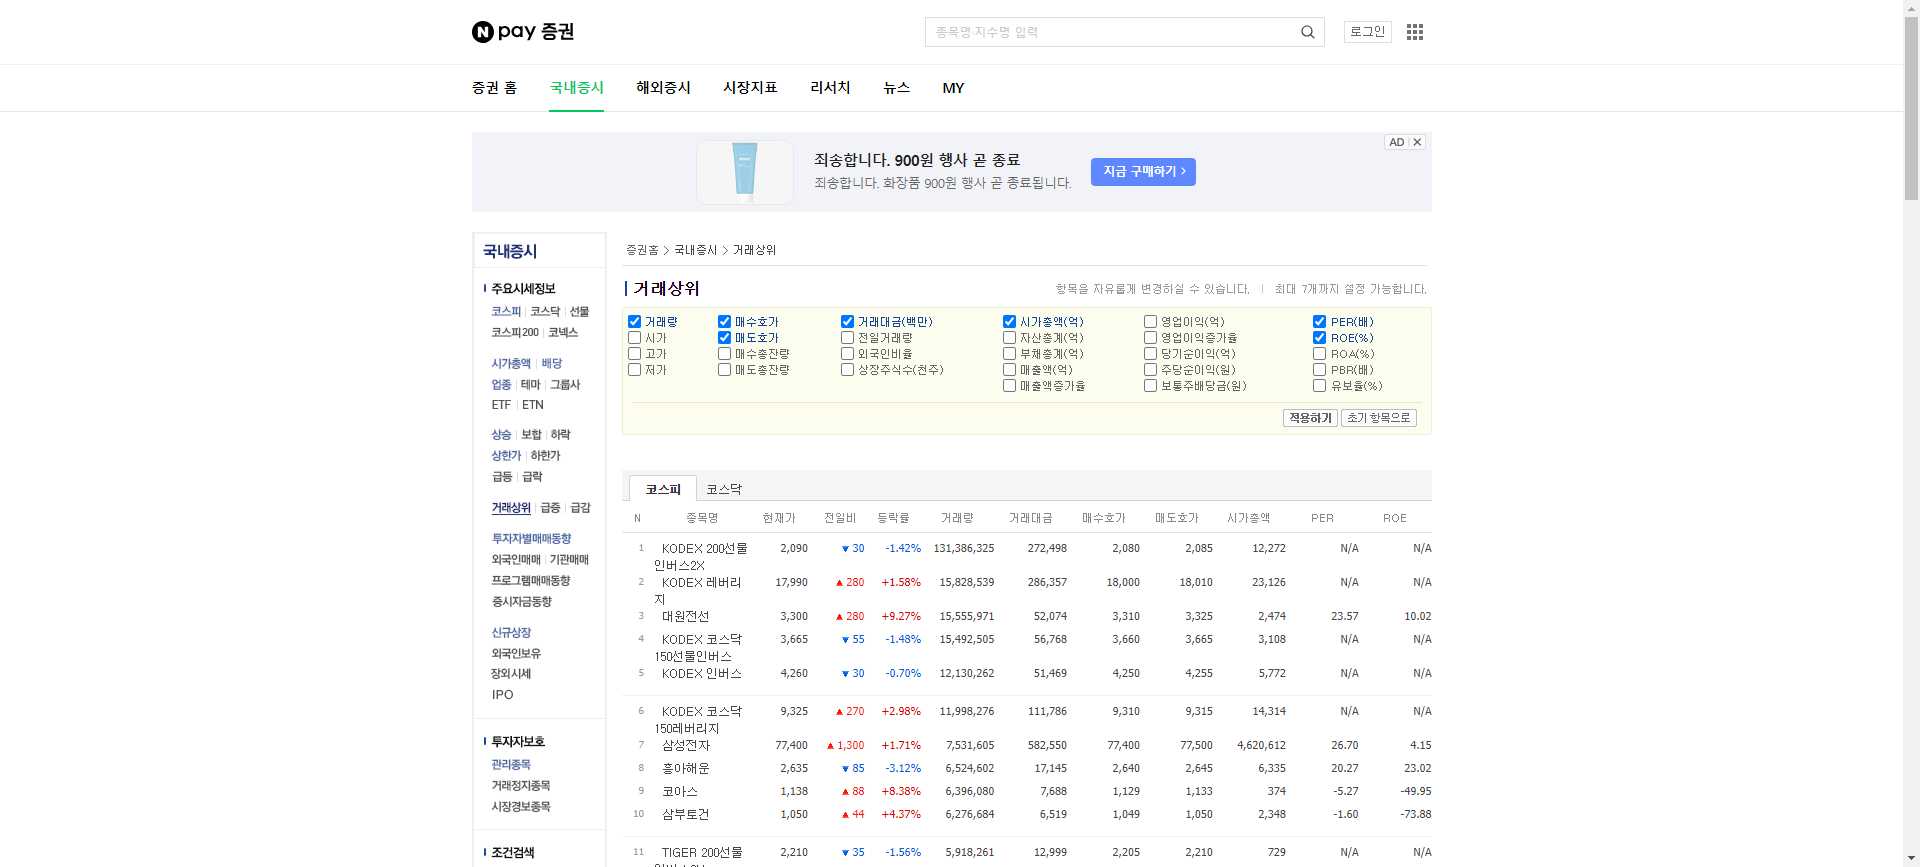 N pay 증권
종목명·지수명 입력
로그인
증권 홈 국내증시 해외증시 시장지표 리서치 뉴스 MY
AD
죄송합니다. 900원 행사 곧 종료
죄송합니다. 화장품 900원 행사 곧 종료됩니다.
지금 구매하기 ›
국내증시
주요시세정보
코스피 | 코스닥 | 선물
코스피200 | 코넥스
시가총액 | 배당
업종 | 테마 | 그룹사
ETF | ETN
상승 | 보합 | 하락
상한가 | 하한가
급등 | 급락
거래상위 | 급증 | 급감
투자자별매매동향
외국인매매 | 기관매매
프로그램매매동향
증시자금동향
신규상장
외국인보유
장외시세
IPO
투자자보호
관리종목
거래정지종목
시장경보종목
조건검색
증권홈 > 국내증시 > 거래상위
거래상위
항목을 자유롭게 변경하실 수 있습니다. | 최대 7개까지 설정 가능합니다.
거래량 매수호가 거래대금(백만) 시가총액(억) 영업이익(억) PER(배)
시가 매도호가 전일거래량 자산총계(억) 영업이익증가율 ROE(%)
고가 매수총잔량 외국인비율 부채총계(억) 당기순이익(억) ROA(%)
저가 매도총잔량 상장주식수(천주) 매출액(억) 주당순이익(원) PBR(배)
매출액증가율 보통주배당금(원) 유보율(%)
적용하기 초기 항목으로
코스피 코스닥
N 종목명 현재가 전일비 등락률 거래량 거래대금 매수호가 매도호가 시가총액 PER ROE
1 KODEX 200선물 2,090 ▼ 30 -1.42% 131,386,325 272,498 2,080 2,085 12,272 N/A N/A
인버스2X
2 KODEX 레버리 17,990 ▲ 280 +1.58% 15,828,539 286,357 18,000 18,010 23,126 N/A N/A
지
3 대원전선 3,300 ▲ 280 +9.27% 15,555,971 52,074 3,310 3,325 2,474 23.57 10.02
4 KODEX 코스닥 3,665 ▼ 55 -1.48% 15,492,505 56,768 3,660 3,665 3,108 N/A N/A
150선물인버스
5 KODEX 인버스 4,260 ▼ 30 -0.70% 12,130,262 51,469 4,250 4,255 5,772 N/A N/A
6 KODEX 코스닥 9,325 ▲ 270 +2.98% 11,998,276 111,786 9,310 9,315 14,314 N/A N/A
150레버리지
7 삼성전자 77,400 ▲ 1,300 +1.71% 7,531,605 582,550 77,400 77,500 4,620,612 26.70 4.15
8 흥아해운 2,635 ▼ 85 -3.12% 6,524,602 17,145 2,640 2,645 6,335 20.27 23.02
9 코아스 1,138 ▲ 88 +8.38% 6,396,080 7,688 1,129 1,133 374 -5.27 -49.95
10 삼부토건 1,050 ▲ 44 +4.37% 6,276,684 6,519 1,049 1,050 2,348 -1.60 -73.88
11 TIGER 200선물 2,210 ▼ 35 -1.56% 5,918,261 12,999 2,205 2,210 729 N/A N/A